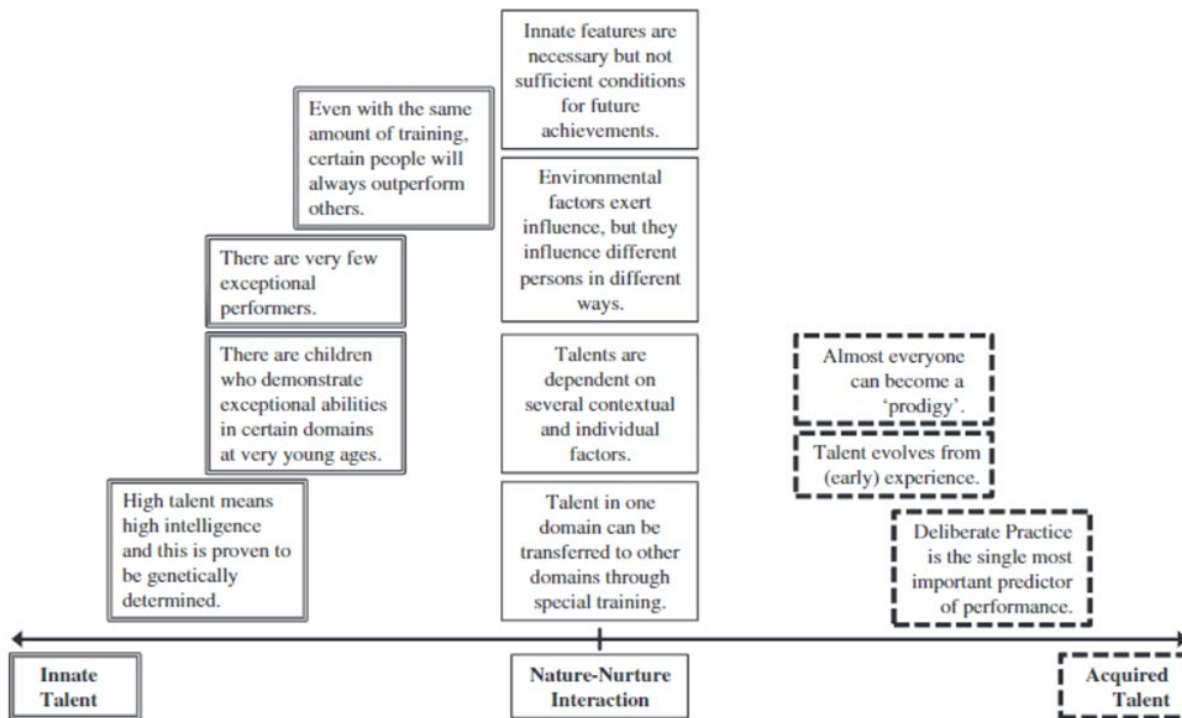 Innate features are
necessary but not
sufficient conditions
for future
achievements.
Even with the same
amount of training,
certain people will
always outperform
others.
Environmental
factors exert
influence, but they
influence different
persons in different
ways.
There are very few
exceptional
performers.
There are children
who demonstrate
exceptional abilities
in certain domains
at very young ages.
Talents are
dependent on
several contextual
and individual
factors.
Almost everyone
can become a
‘prodigy’.
Talent evolves from
(early) experience.
High talent means
high intelligence
and this is proven to
be genetically
determined.
Talent in one
domain can be
transferred to other
domains through
special training.
Deliberate Practice
is the single most
important predictor
of performance.
Innate
Talent
Nature-Nurture
Interaction
Acquired
Talent